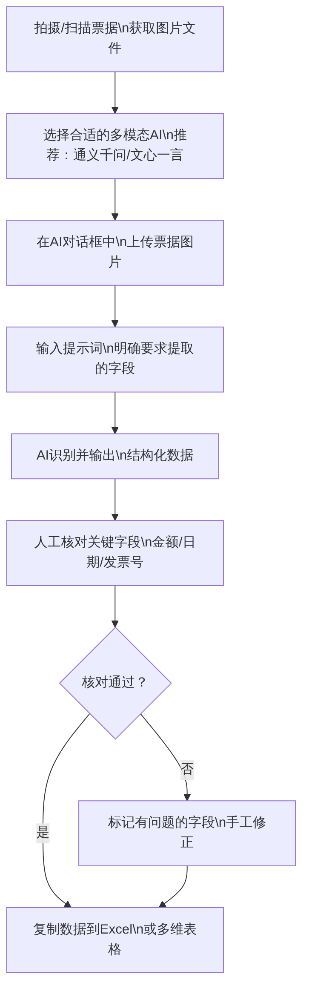 拍摄/扫描票据\n获取图片文
件
选择合适的多模态AI\n推
荐：通义千问/文心一言
在AI对话框中\n上传票据图
片
输入提示词\n明确要求提取
的字段
AI识别并输出\n结构化数据
人工核对关键字段\n金额/日
期/发票号
核对通过？
否
是
标记有问题的字段\n手工修
正
复制数据到Excel\n或多维表
格